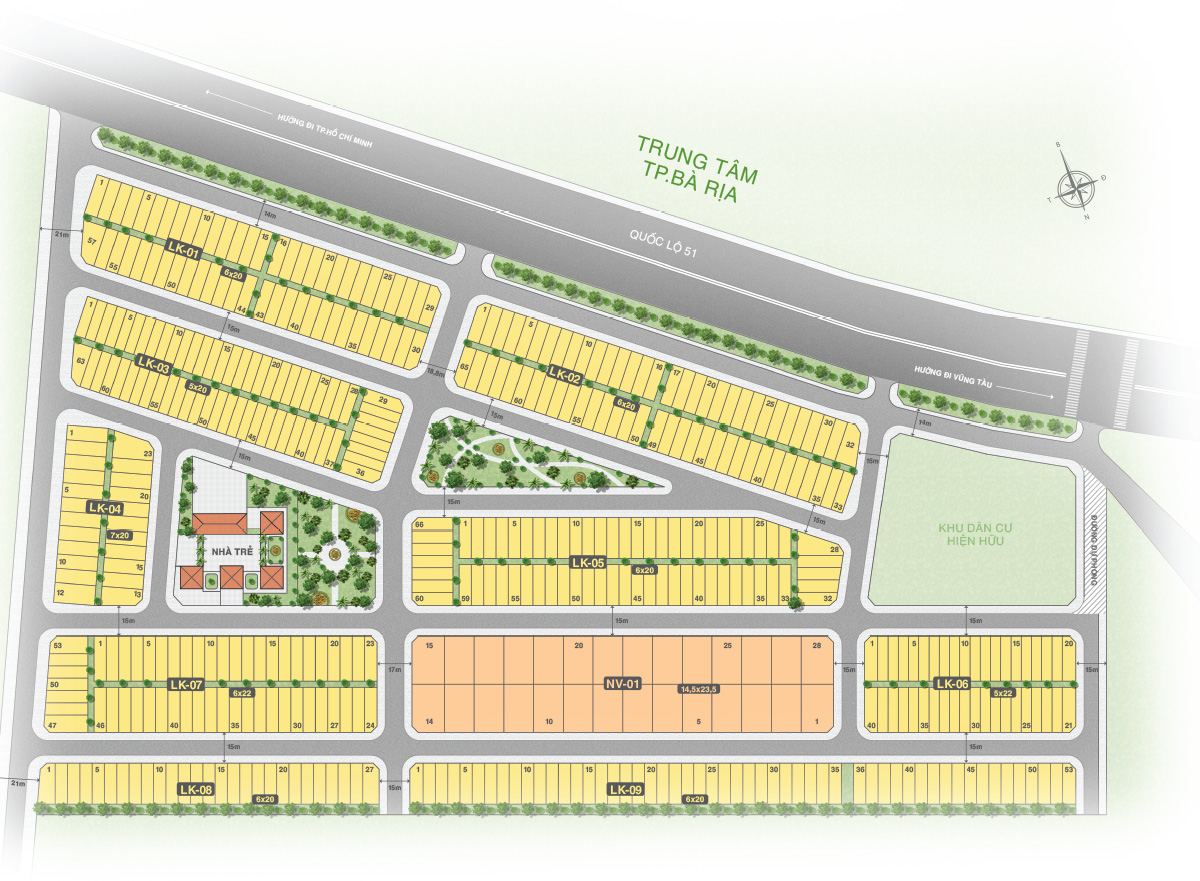 HƯỚNG ĐI TP.HỒ CHÍ MINH
TRUNG TÂM
TP.BÀ RỊA
B
Đ
T
N
QUỐC LỘ 51
HƯỚNG ĐI VŨNG TÀU
14m
21m
1 5 10 15 16 20 25 29
LK-01
6x20
57 55 50 44 43 40 35 30
15m
18,8m
1 5 10 15 20 25 28 29
LK-03
5x20
63 60 55 50 45 40 37 36
1 5 10 16 17 20 25 30 32
LK-02
6x20
65 60 55 50 49 45 40 35 33
15m
15m
15m
14m
1 23
5 20
LK-04
7x20
10 15
12 13
NHÀ TRẺ
15m
15m
66 1 5 10 15 20 25 28
LK-05
6x20
60 59 55 50 45 40 35 33 32
KHU DÂN CƯ
HIỆN HỮU
ĐƯỜNG DỰ PHÒNG
15m
15m
15m
53 1 5 10 15 20 23
50
LK-07
6x22
47 46 40 35 30 27 24
17m
15 20 25 28
NV-01
14,5x23,5
14 10 5 1
15m
1 5 10 15 20
LK-06
5x22
40 35 30 25 21
15m
15m
15m
21m
1 5 10 15 20 27
LK-08
6x20
15m
1 5 10 15 20 25 30 35 36 40 45 50 53
LK-09
6x20